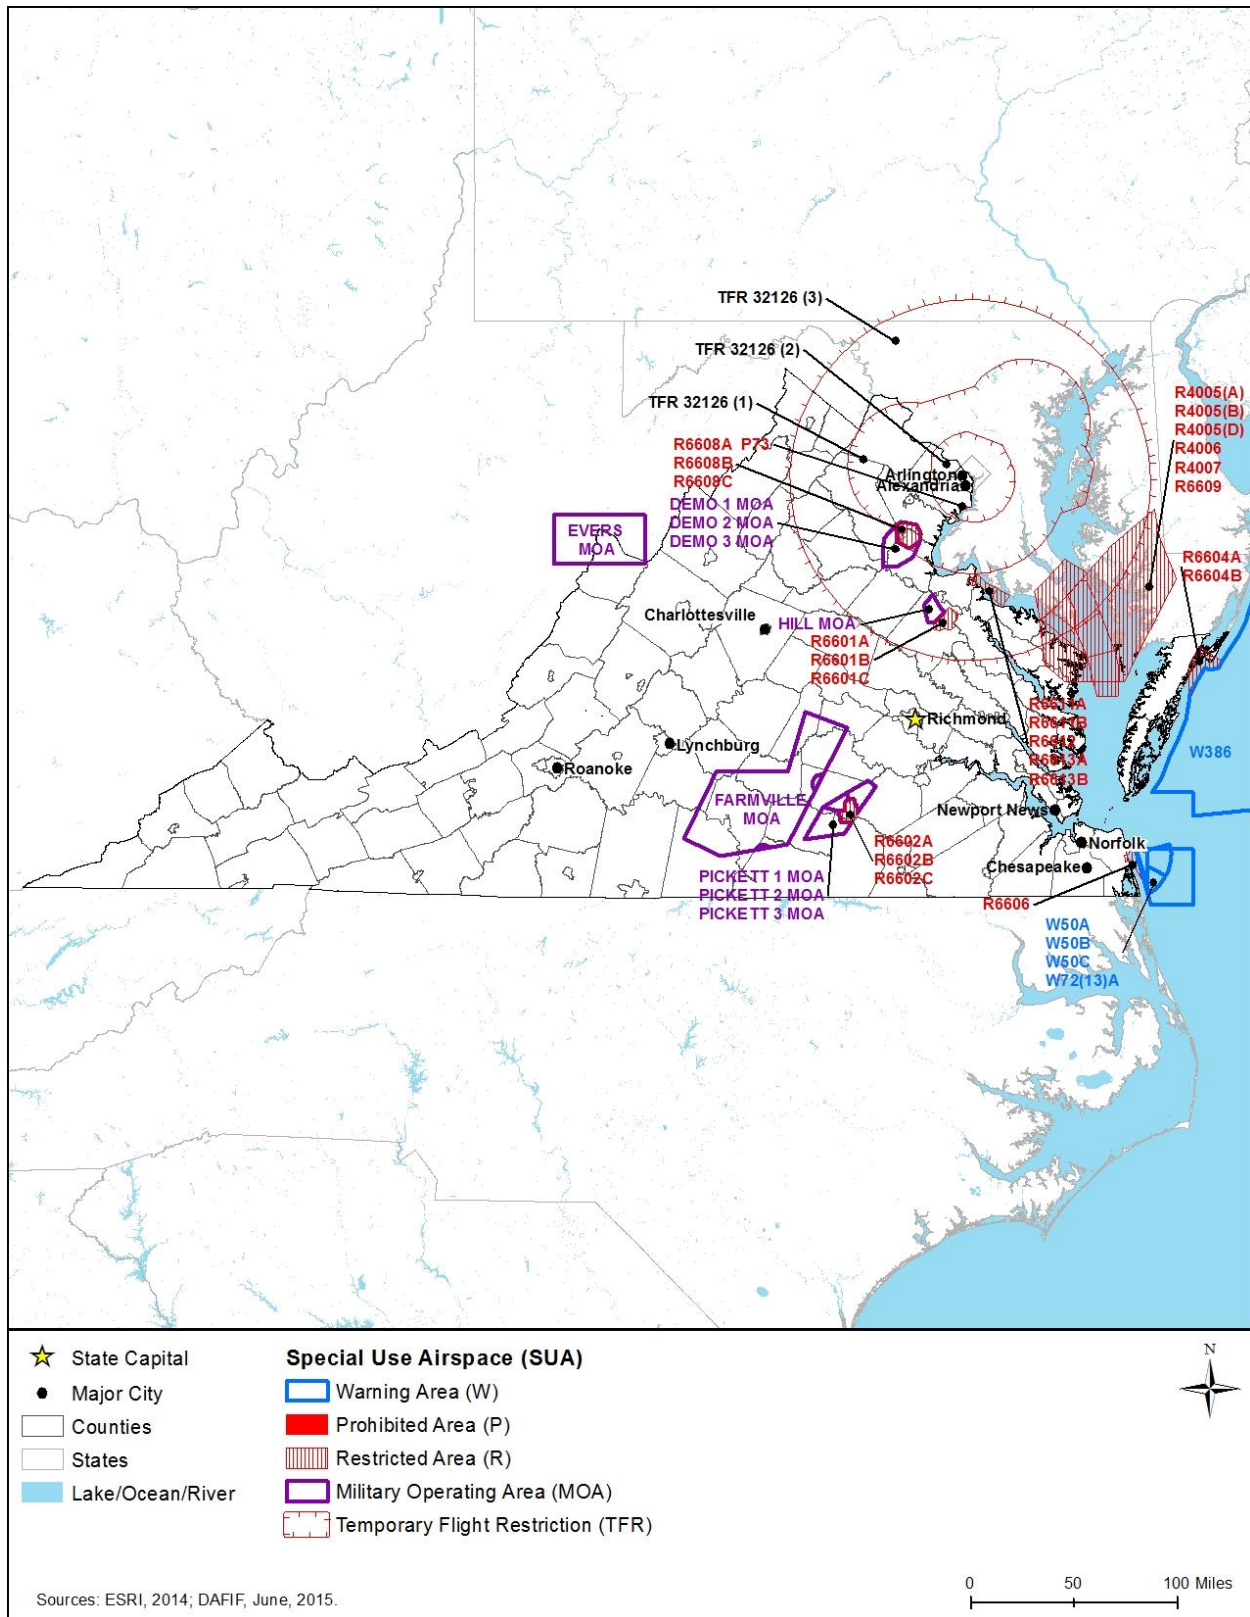 TFR 32126 (3)
TFR 32126 (2)
TFR 32126 (1)
R4005(A)
R4005(B)
R4005(D)
R4006
R4007
R6609
R6608A P73
R6608B
R6608C
Arlington
Alexandria
DEMO 1 MOA
DEMO 2 MOA
DEMO 3 MOA
EVERS
MOA
R6604A
R6604B
Charlottesville
HILL MOA
R6601A
R6601B
R6601C
R6611A
R6611B
R6612
R6613A
R6613B
Richmond
W386
Lynchburg
Roanoke
FARMVILLE
MOA
Newport News
R6602A
R6602B
R6602C
Norfolk
Chesapeake
PICKETT 1 MOA
PICKETT 2 MOA
PICKETT 3 MOA
R6606
W50A
W50B
W50C
W72(13)A
State Capital
Major City
Counties
States
Lake/Ocean/River
Special Use Airspace (SUA)
Warning Area (W)
Prohibited Area (P)
Restricted Area (R)
Military Operating Area (MOA)
Temporary Flight Restriction (TFR)
N
0 50 100 Miles
Sources: ESRI, 2014; DAFIF, June, 2015.